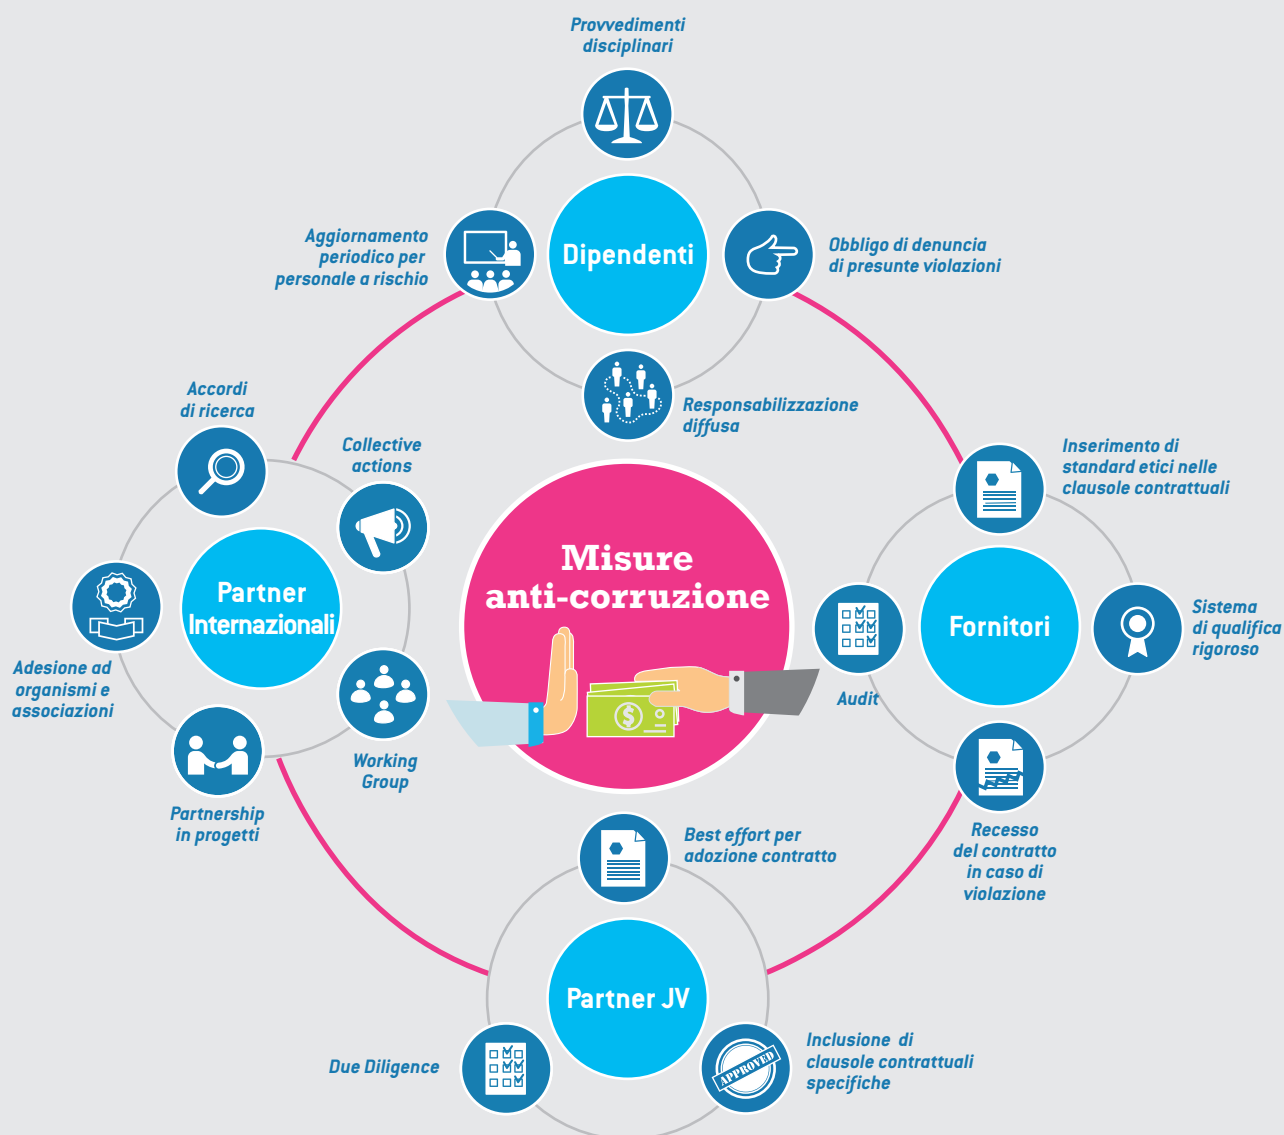 Provvedimenti
disciplinari
Dipendenti
Aggiornamento
periodico per
personale a rischio
Obbligo di denuncia
di presunte violazioni
Responsabilizzazione
diffusa
Accordi
di ricerca
Collective
actions
Partner
Internazionali
Adesione ad
organismi e
associazioni
Working
Group
Partnership
in progetti
Misure
anti-corruzione
$
Inserimento di
standard etici nelle
clausole contrattuali
Fornitori
Sistema
di qualifica
rigoroso
Audit
Recesso
del contratto
in caso di
violazione
Best effort per
adozione contratto
Partner JV
Due Diligence
APPROVED
Inclusione di
clausole contrattuali
specifiche